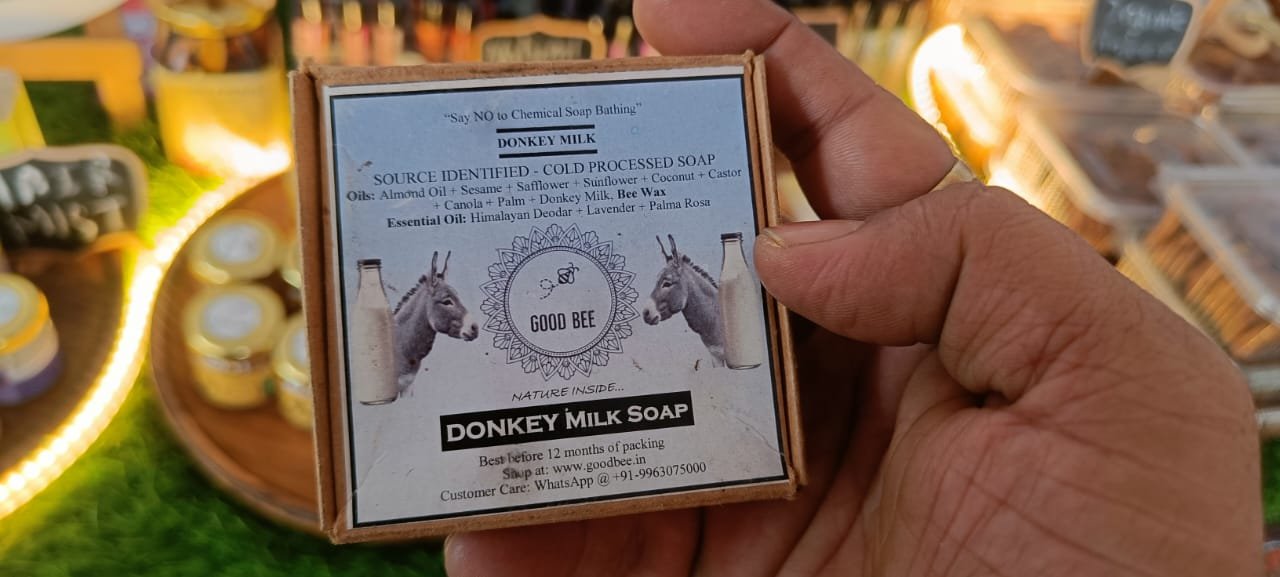 "Say NO to Chemical Soap Bathing"
DONKEY MILK
SOURCE IDENTIFIED - COLD PROCESSED SOAP
Oils: Almond Oil + Sesame + Safflower + Sunflower + Coconut + Castor
+ Canola + Palm + Donkey Milk, Bee Wax
Essential Oil: Himalayan Deodar + Lavender + Palma Rosa
GOOD BEE
NATURE INSIDE...
DONKEY MILK SOAP
Best before 12 months of packing
Shop at: www.goodbee.in
Customer Care: WhatsApp @ +91-9963075000